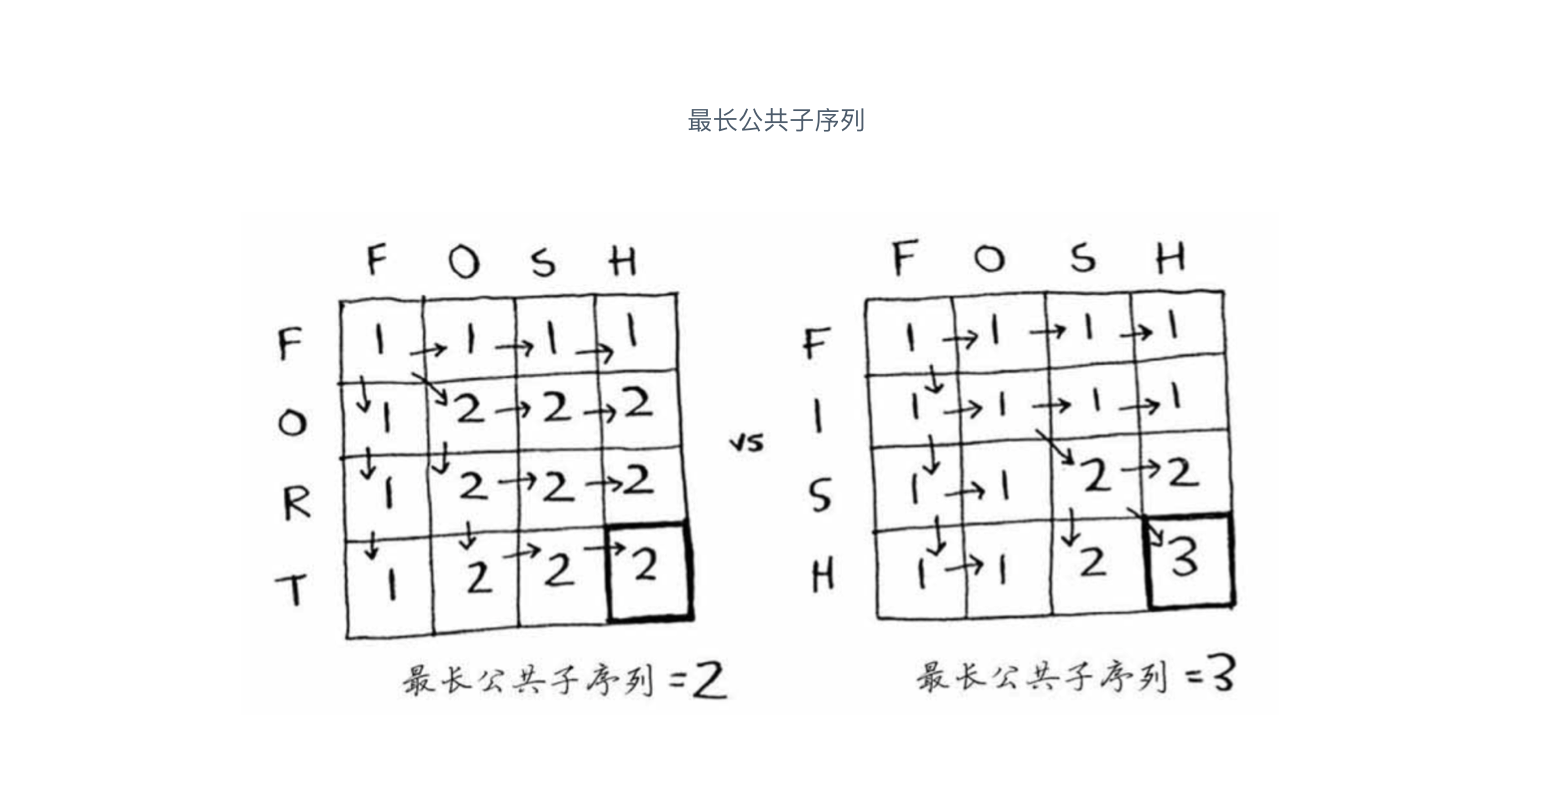 最长公共子序列
F O S H F O S H
F 1 → 1 → 1 → 1 F 1 → 1 → 1 → 1
O 1 2 → 2 → 2 I 1 → 1 → 1 → 1
vs
R 1 2 → 2 → 2 S 1 → 1 2 → 2
T 1 2 → 2 → 2 H 1 → 1 2 3
最长公共子序列 = 2 最长公共子序列 = 3